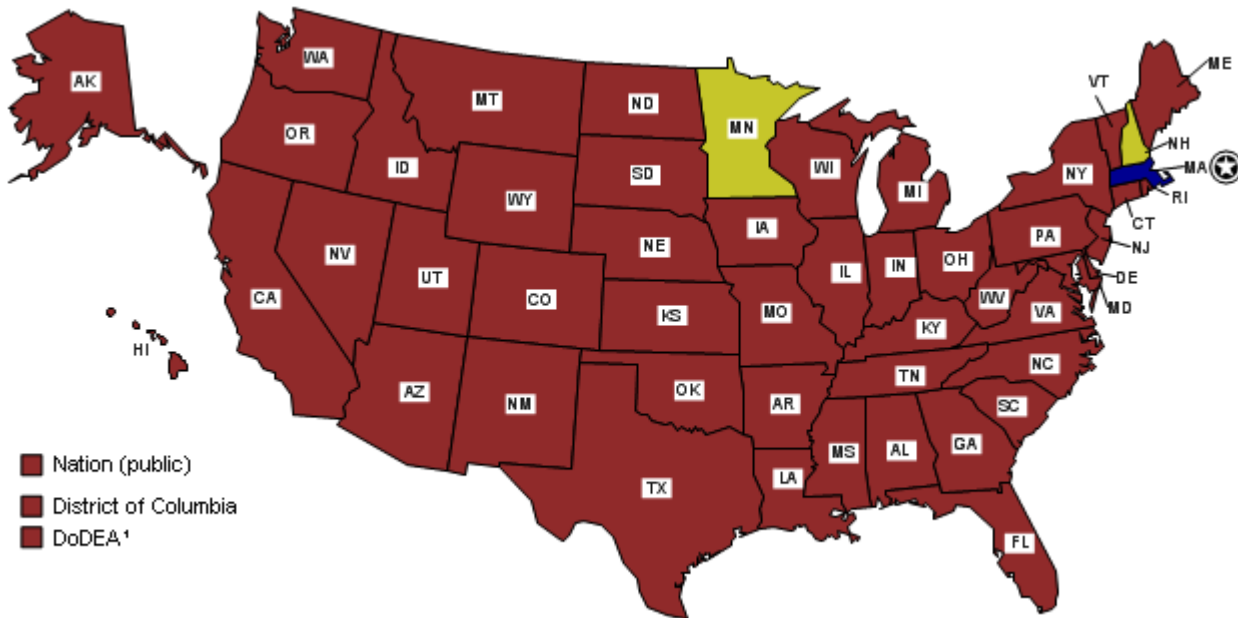 AK
WA
MT
ND
MN
VT
ME
OR
ID
SD
WI
MI
NY
NH
MA
RI
CT
WY
NE
IA
PA
NJ
NV
UT
CO
IL
IN
OH
DE
MD
CA
KS
MO
WV
VA
KY
HI
NC
TN
AZ
NM
OK
AR
SC
MS
AL
GA
Nation (public)
TX
LA
District of Columbia
DoDEA¹
FL